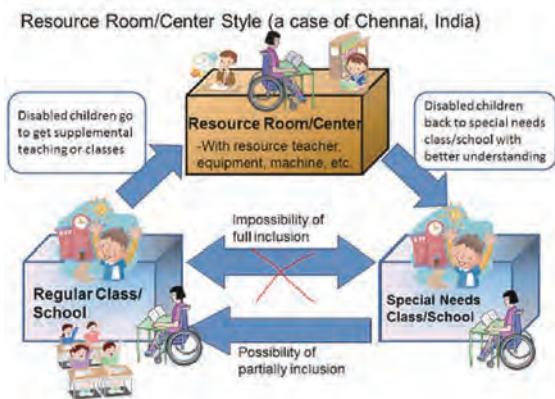 Resource Room/Center Style (a case of Chennai, India)
Disabled children go
to get supplemental
teaching or classes
Resource Room/Center
-With resource teacher,
equipment, machine, etc.
Disabled children
back to special needs
class/school with
better understanding
Impossibility of
full inclusion
Regular Class/
School
Special Needs
Class/School
Possibility of
partially inclusion